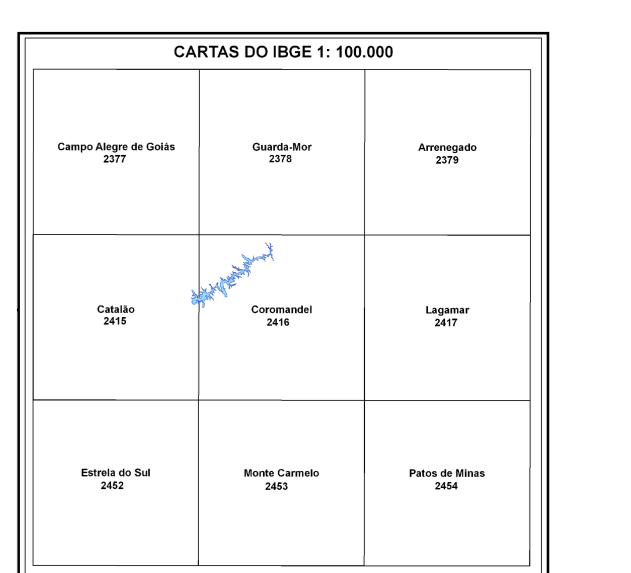 CARTAS DO IBGE 1: 100.000
Campo Alegre de Goiás
2377
Guarda-Mor
2378
Arrenegado
2379
Catalão
2415
Coromandel
2416
Lagamar
2417
Estrela do Sul
2452
Monte Carmelo
2453
Patos de Minas
2454